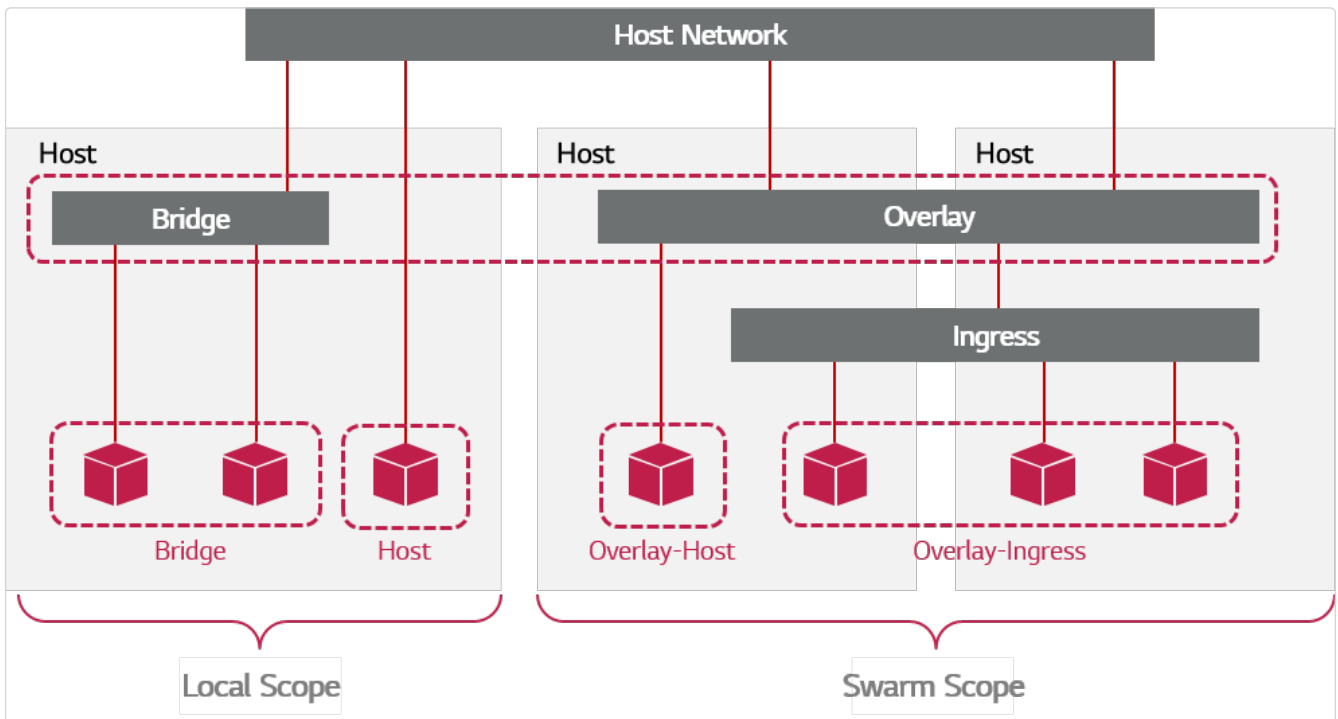 Host Network
Host
Host
Host
Bridge
Overlay
Ingress
Bridge
Host
Overlay-Host
Overlay-Ingress
Local Scope
Swarm Scope